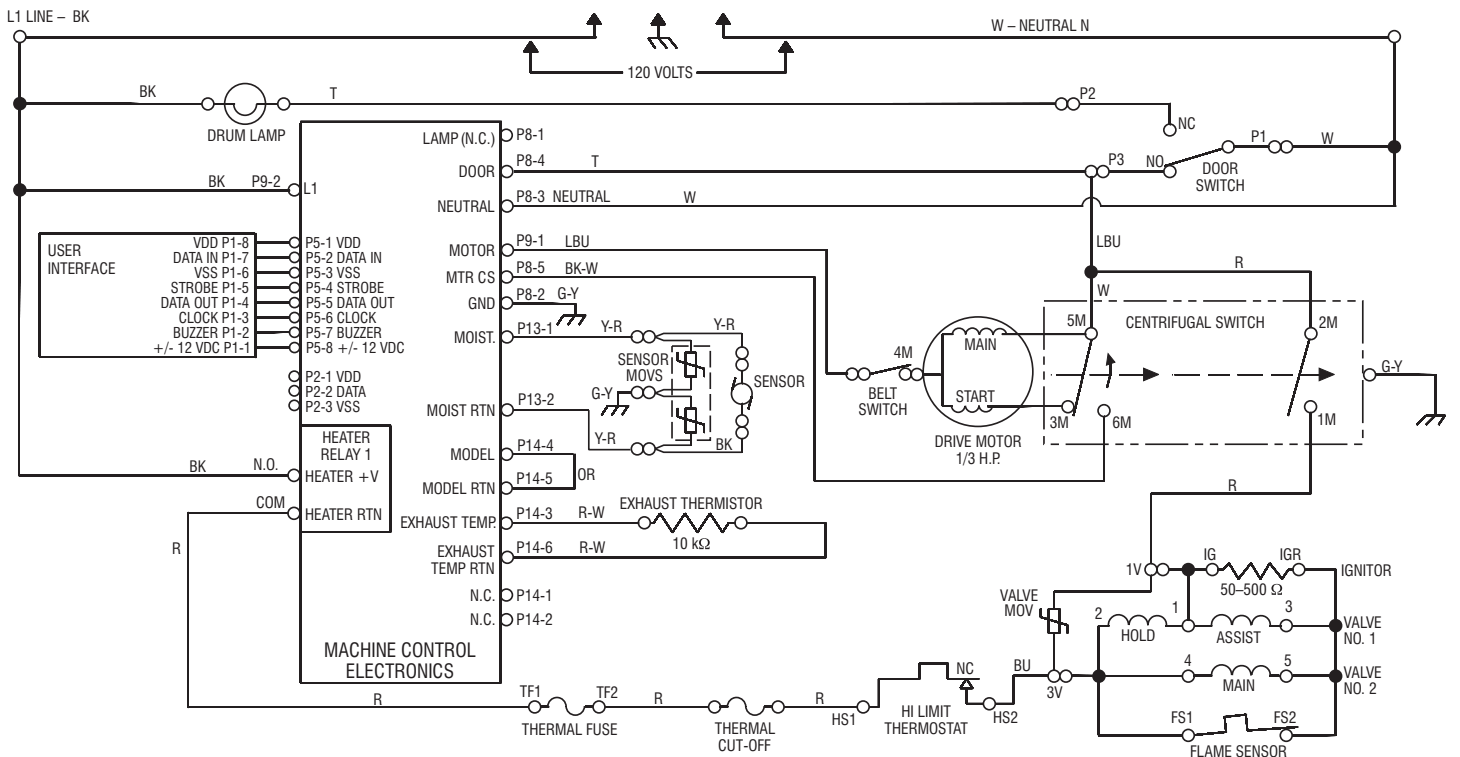 L1 LINE – BK
W – NEUTRAL N
120 VOLTS
BK
T
P2
DRUM LAMP
NC
LAMP (N.C.) P8-1
P1
W
DOOR P8-4
T
P3
NO
DOOR
SWITCH
BK
P9-2
L1
NEUTRAL P8-3 NEUTRAL
W
USER
INTERFACE
VDD P1-8
DATA IN P1-7
VSS P1-6
STROBE P1-5
DATA OUT P1-4
CLOCK P1-3
BUZZER P1-2
+/- 12 VDC P1-1
P5-1 VDD
P5-2 DATA IN
P5-3 VSS
P5-4 STROBE
P5-5 DATA OUT
P5-6 CLOCK
P5-7 BUZZER
P5-8 +/- 12 VDC
P2-1 VDD
P2-2 DATA
P2-3 VSS
MOTOR P9-1 LBU
MTR CS P8-5 BK-W
GND P8-2 G-Y
MOIST. P13-1
Y-R
Y-R
SENSOR
MOVS
SENSOR
G-Y
MOIST RTN P13-2
Y-R
BK
MODEL P14-4
OR
MODEL RTN P14-5
EXHAUST TEMP. P14-3 R-W
EXHAUST THERMISTOR
10 kΩ
EXHAUST
TEMP RTN
P14-6 R-W
N.C. P14-1
N.C. P14-2
HEATER
RELAY 1
BK
N.O.
HEATER +V
COM
HEATER RTN
R
MACHINE CONTROL
ELECTRONICS
LBU
R
W
5M
CENTRIFUGAL SWITCH
2M
4M
MAIN
BELT
SWITCH
START
3M
6M
1M
G-Y
DRIVE MOTOR
1/3 H.P.
R
1V
IG
IGR
IGNITOR
50–500 Ω
VALVE
MOV
2
HOLD
1
ASSIST
3
VALVE
NO. 1
BU
3V
4
MAIN
5
VALVE
NO. 2
FS1
FS2
FLAME SENSOR
R
TF1
TF2
THERMAL FUSE
R
THERMAL
CUT-OFF
R
HS1
NC
HI LIMIT
THERMOSTAT
HS2